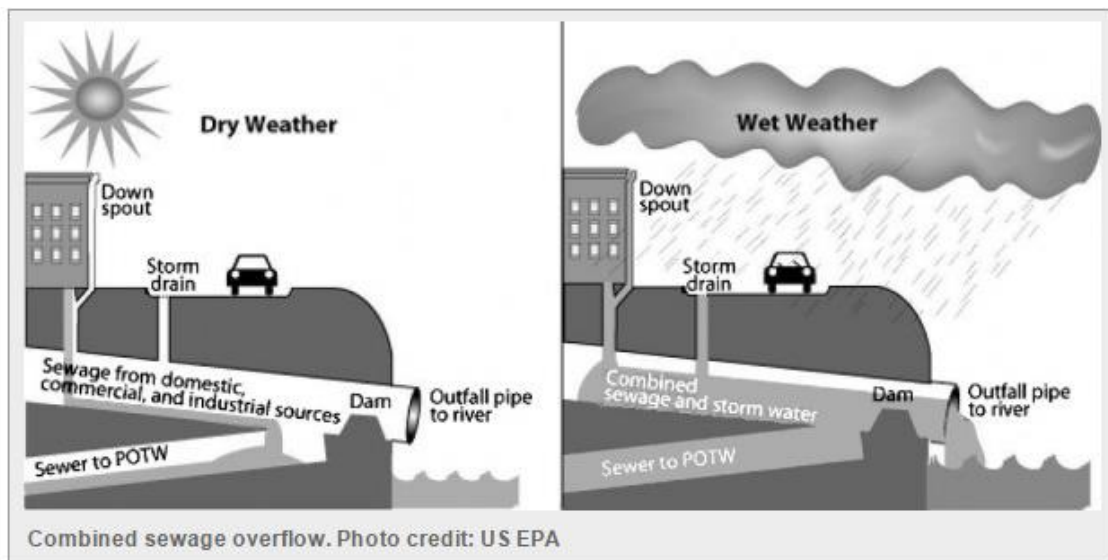 Dry Weather
Down
spout
Storm
drain
Sewage from domestic,
commercial, and industrial sources
Dam
Outfall pipe
to river
Sewer to POTW
Wet Weather
Down
spout
Storm
drain
Combined
sewage and storm water
Dam
Outfall pipe
to river
Sewer to POTW
Combined sewage overflow. Photo credit: US EPA